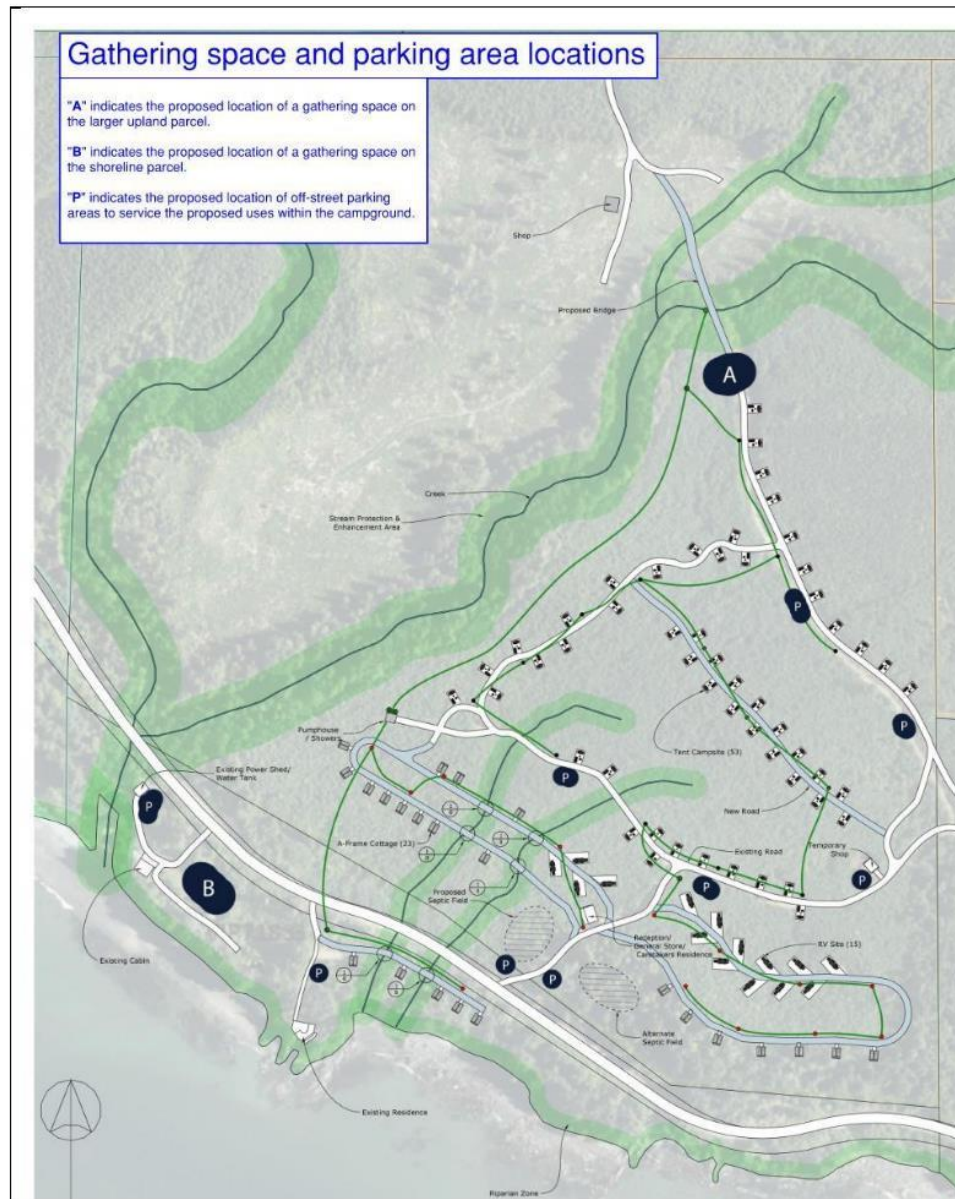 Gathering space and parking area locations
"A" indicates the proposed location of a gathering space on
the larger upland parcel.
"B" indicates the proposed location of a gathering space on
the shoreline parcel.
"P" indicates the proposed location of off-street parking
areas to service the proposed uses within the campground.
Shop
Proposed Bridge
A
Creek
Stream Protection &
Enhancement Area
P
P
Pumphouse
/ Showers
Tent Campsite (53)
Existing Power Shed/
Water Tank
P
P
New Road
A-Frame Cottage (23)
Existing Road
Temporary
Shop
P
P
B
Proposed
Septic Field
Reception/
General Store/
Caretakers Residence
RV Site (15)
Existing Cabin
P
P
P
Alternate
Septic Field
Existing Residence
Riparian Zone